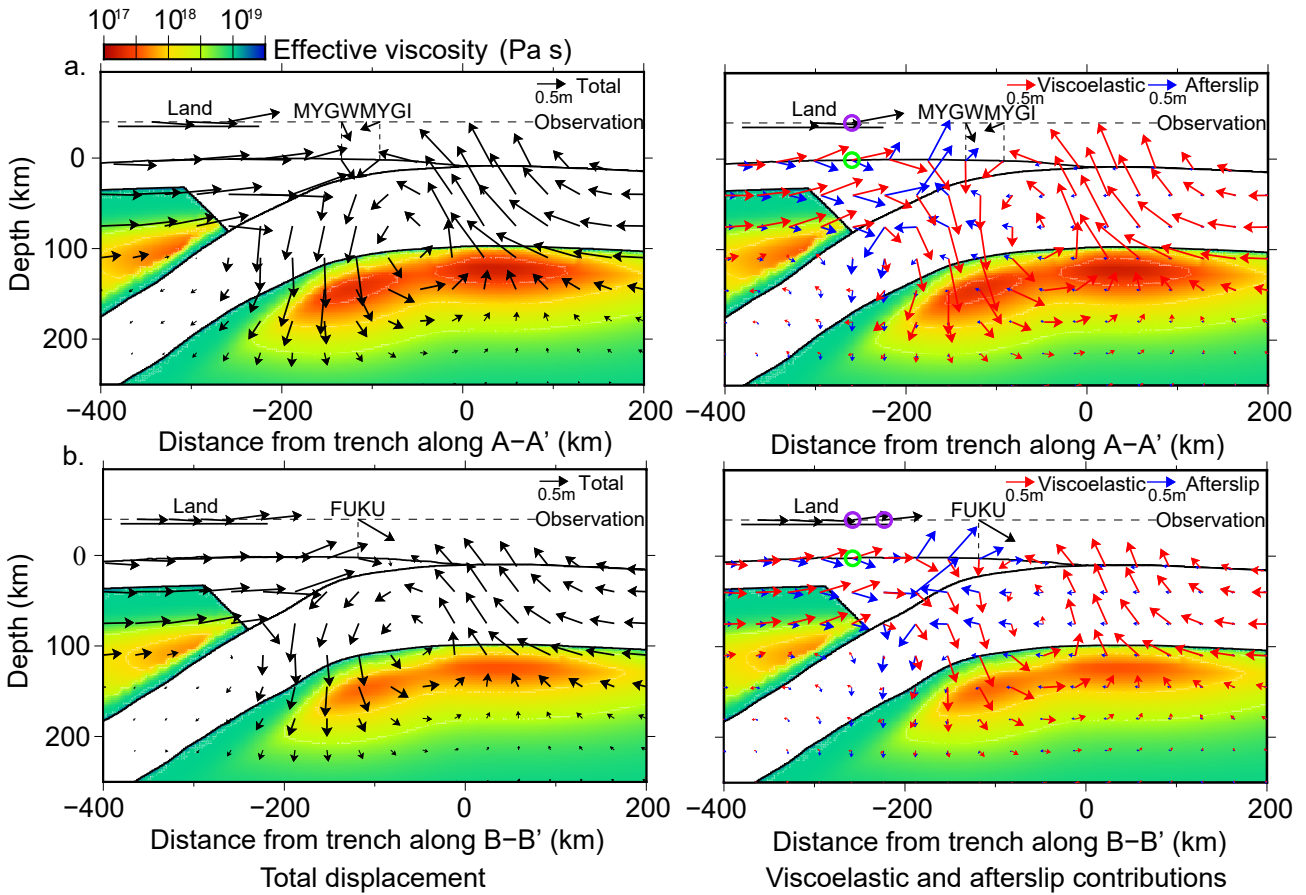 10¹⁷ 10¹⁸ 10¹⁹
Effective viscosity (Pa s)
a.
Total
0.5m
Land
MYGW
MYGI
Observation
Depth (km)
0
100
200
−400 −200 0 200
Distance from trench along A−A’ (km)
Viscoelastic
0.5m
Afterslip
0.5m
Land
MYGW
MYGI
Observation
−400 −200 0 200
Distance from trench along A−A’ (km)
b.
Total
0.5m
Land
FUKU
Observation
Depth (km)
0
100
200
−400 −200 0 200
Distance from trench along B−B’ (km)
Total displacement
Viscoelastic
0.5m
Afterslip
0.5m
Land
FUKU
Observation
−400 −200 0 200
Distance from trench along B−B’ (km)
Viscoelastic and afterslip contributions